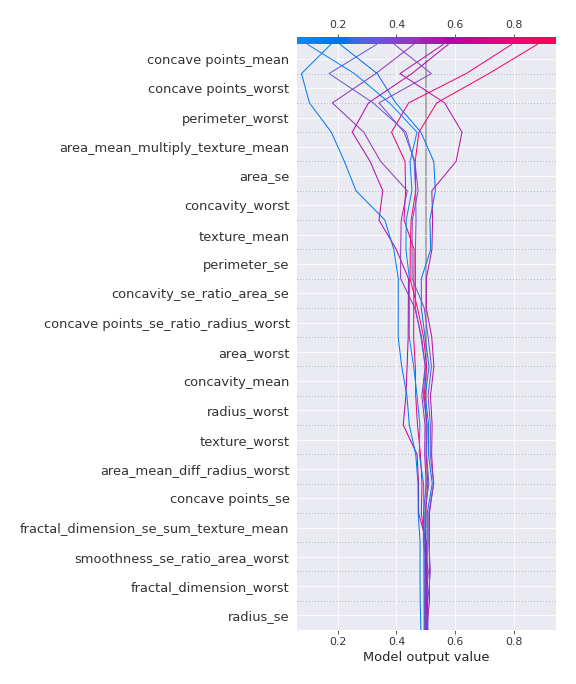 0.2 0.4 0.6 0.8
concave points_mean
concave points_worst
perimeter_worst
area_mean_multiply_texture_mean
area_se
concavity_worst
texture_mean
perimeter_se
concavity_se_ratio_area_se
concave points_se_ratio_radius_worst
area_worst
concavity_mean
radius_worst
texture_worst
area_mean_diff_radius_worst
concave points_se
fractal_dimension_se_sum_texture_mean
smoothness_se_ratio_area_worst
fractal_dimension_worst
radius_se
0.2 0.4 0.6 0.8
Model output value